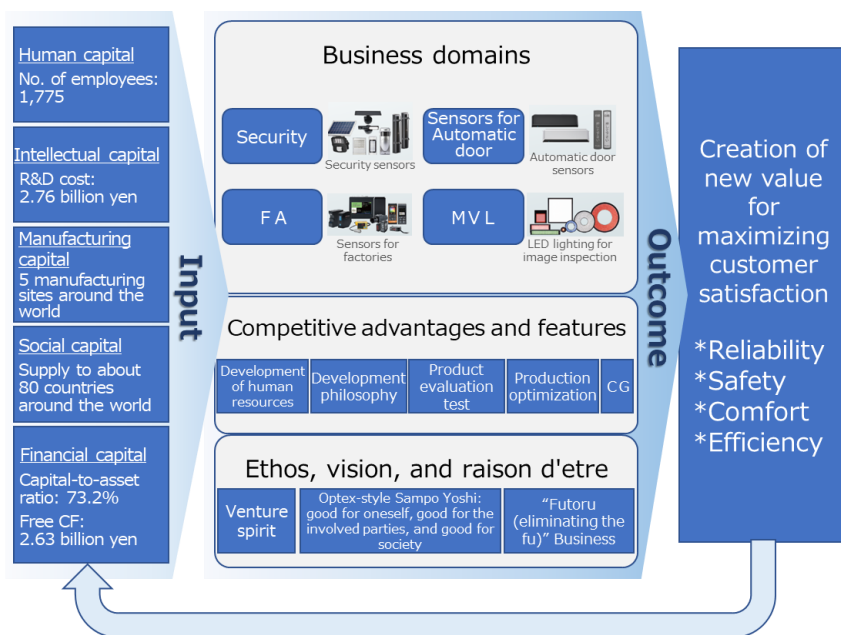 Human capital
No. of employees:
1,775
Intellectual capital
R&D cost:
2.76 billion yen
Manufacturing
capital
5 manufacturing
sites around the
world
Social capital
Supply to about
80 countries
around the world
Financial capital
Capital-to-asset
ratio: 73.2%
Free CF:
2.63 billion yen
Input
Business domains
Security
Security sensors
Sensors for
Automatic
door
Automatic door
sensors
FA
Sensors for
factories
MVL
LED lighting for
image inspection
Competitive advantages and features
Development
of human
resources
Development
philosophy
Product
evaluation
test
Production
optimization
CG
Ethos, vision, and raison d'etre
Venture
spirit
Optex-style Sampo Yoshi:
good for oneself, good for the
involved parties, and good for
society
“Futoru
(eliminating the
fu)” Business
Outcome
Creation of
new value
for
maximizing
customer
satisfaction
*Reliability
*Safety
*Comfort
*Efficiency